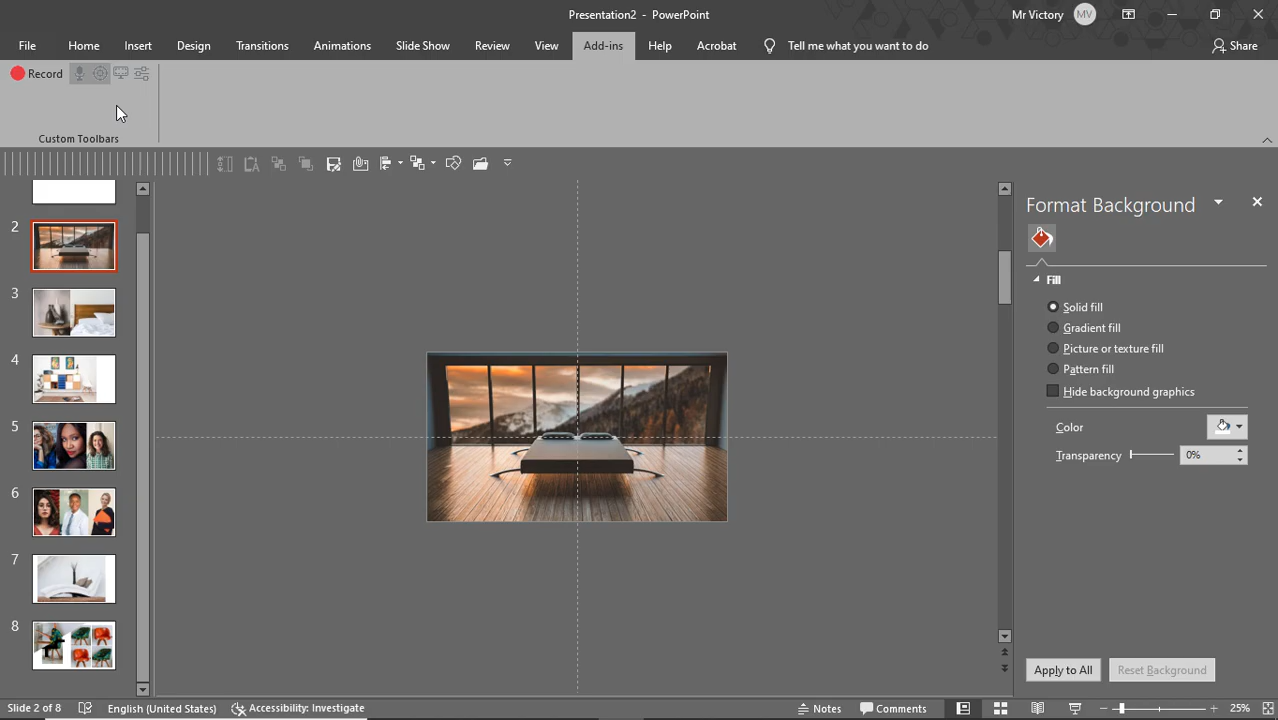 Presentation2 - PowerPoint
Mr Victory
MV
File Home Insert Design Transitions Animations Slide Show Review View Add-ins Help Acrobat Tell me what you want to do Share
Record
Custom Toolbars
Format Background
2
3
4
5
6
7
8
Fill
Solid fill
Gradient fill
Picture or texture fill
Pattern fill
Hide background graphics
Color
Transparency 0%
Apply to All Reset Background
Slide 2 of 8 English (United States) Accessibility: Investigate Notes Comments 25%